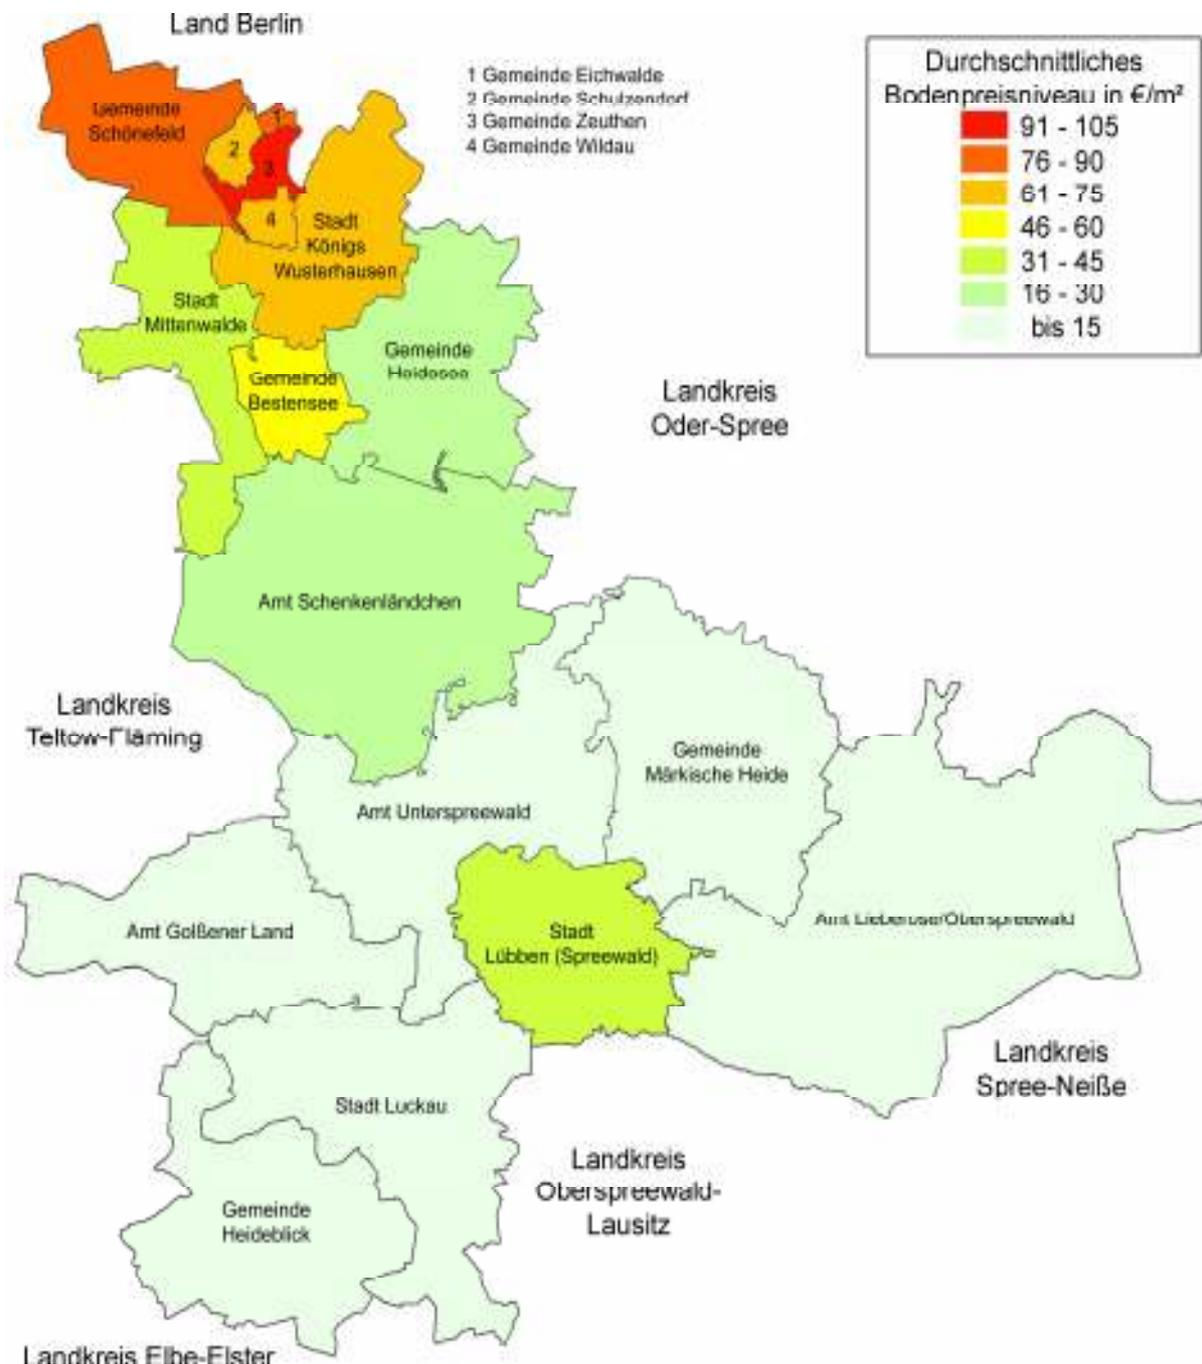 Land Berlin
1 Gemeinde Eichwalde
2 Gemeinde Schulzendorf
3 Gemeinde Zeuthen
4 Gemeinde Wildau
Durchschnittliches
Bodenpreisniveau in €/m²
91 - 105
76 - 90
61 - 75
46 - 60
31 - 45
16 - 30
bis 15
Gemeinde
Schönefeld
1
2
3
4
Stadt
Königs
Wusterhausen
Stadt
Mittenwalde
Gemeinde
Heidesee
Gemeinde
Bestensee
Landkreis
Oder-Spree
Amt Schenkenländchen
Landkreis
Teltow-Fläming
Gemeinde
Märkische Heide
Amt Unterspreewald
Amt Lieberose/Oberspreewald
Amt Golßener Land
Stadt
Lübben (Spreewald)
Landkreis
Spree-Neiße
Stadt Luckau
Landkreis
Oberspreewald-
Lausitz
Gemeinde
Heideblick
Landkreis Elbe-Elster